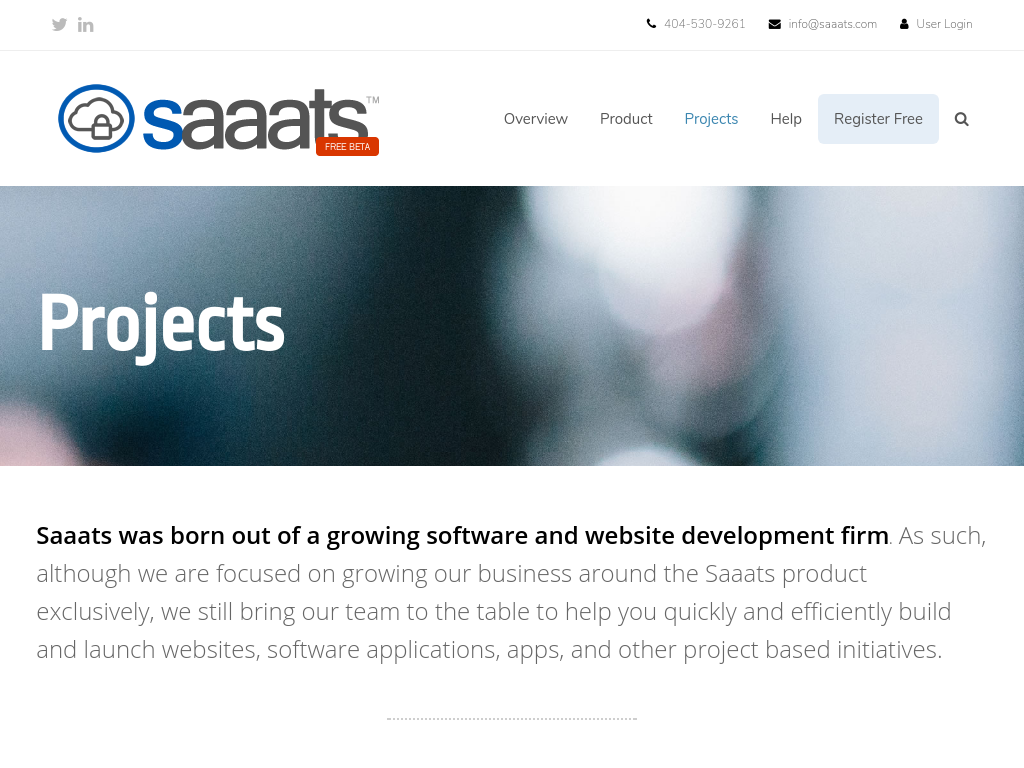 404-530-9261 info@saaats.com User Login
saaats™
FREE BETA
Overview Product Projects Help Register Free
Projects
Saaats was born out of a growing software and website development firm. As such,
although we are focused on growing our business around the Saaats product
exclusively, we still bring our team to the table to help you quickly and efficiently build
and launch websites, software applications, apps, and other project based initiatives.